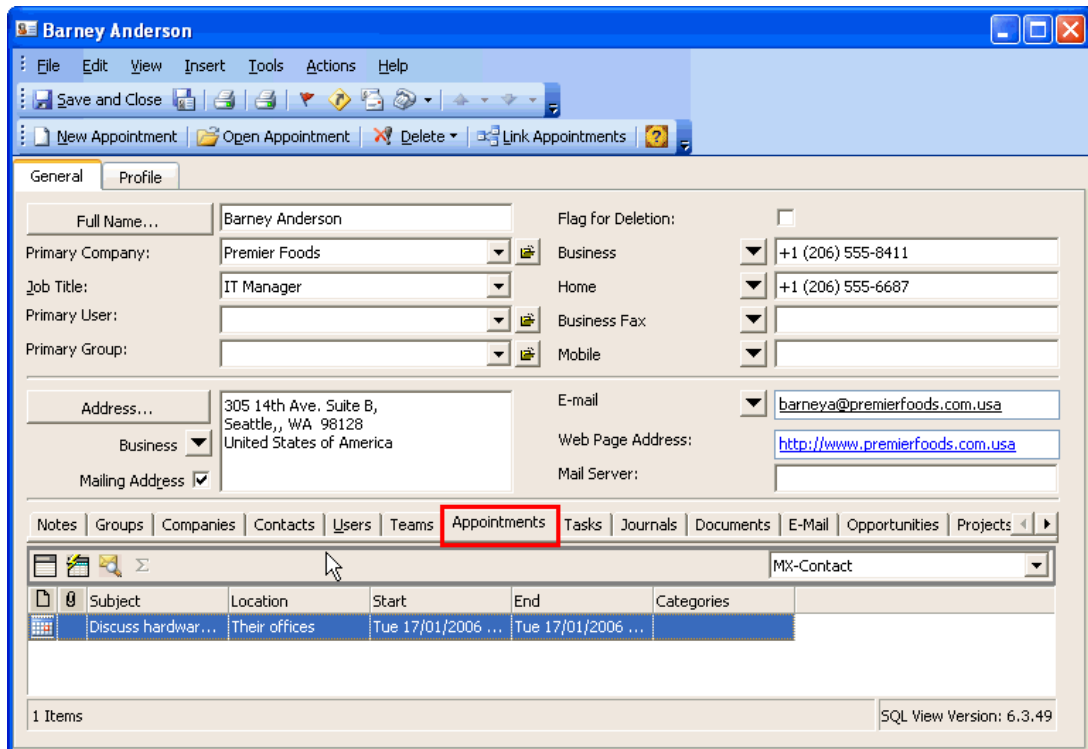 Barney Anderson
File Edit View Insert Tools Actions Help
Save and Close
New Appointment Open Appointment Delete Link Appointments
General Profile
Full Name... Barney Anderson Flag for Deletion:
Primary Company: Premier Foods Business +1 (206) 555-8411
Job Title: IT Manager Home +1 (206) 555-6687
Primary User: Business Fax
Primary Group: Mobile
Address... 305 14th Ave. Suite B, E-mail barneya@premierfoods.com.usa
Seattle,, WA 98128
Business United States of America Web Page Address: http://www.premierfoods.com.usa
Mailing Address Mail Server:
Notes Groups Companies Contacts Users Teams Appointments Tasks Journals Documents E-Mail Opportunities Projects
Σ MX-Contact
Subject Location Start End Categories
Discuss hardwar... Their offices Tue 17/01/2006 ... Tue 17/01/2006 ...
1 Items SQL View Version: 6.3.49